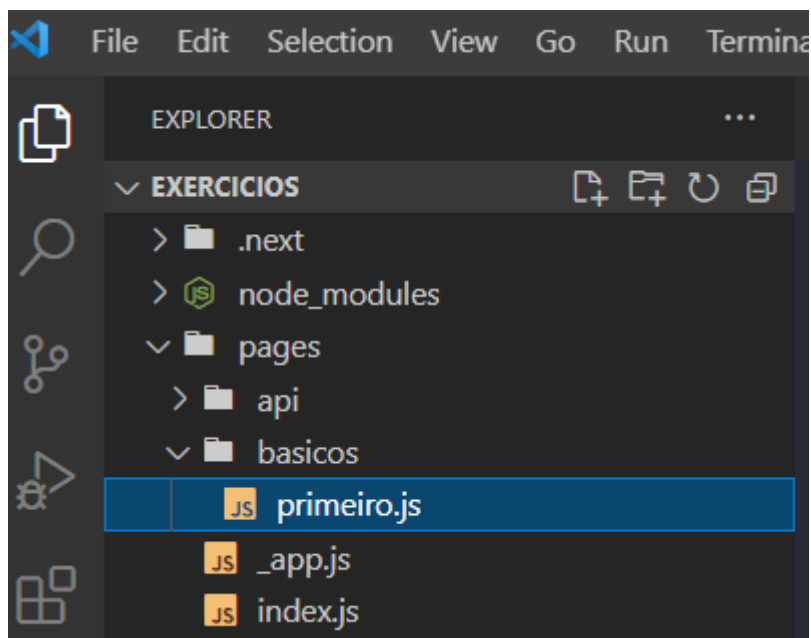 File Edit Selection View Go Run Termina
EXPLORER
EXERCICIOS
.next
JS node_modules
pages
api
basicos
JS primeiro.js
JS _app.js
JS index.js